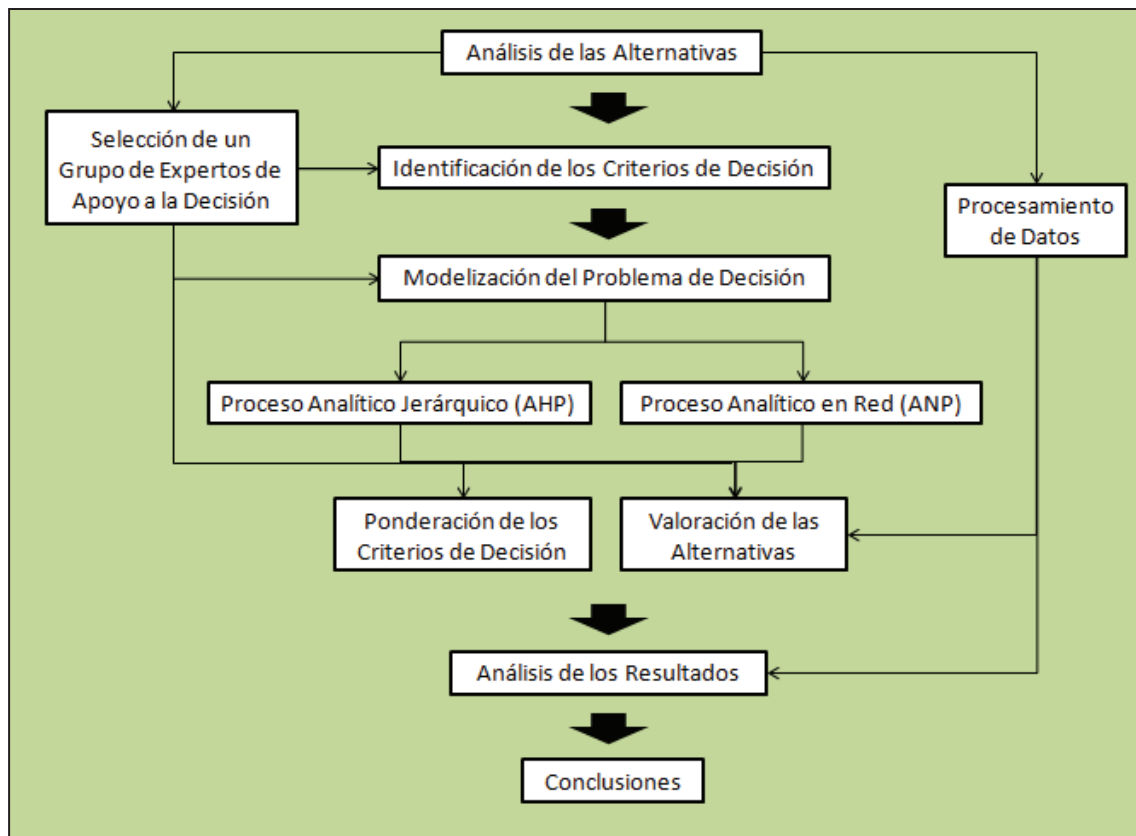 Análisis de las Alternativas
Selección de un
Grupo de Expertos de
Apoyo a la Decisión
Identificación de los Criterios de Decisión
Procesamiento
de Datos
Modelización del Problema de Decisión
Proceso Analítico Jerárquico (AHP)
Proceso Analítico en Red (ANP)
Ponderación de los
Criterios de Decisión
Valoración de las
Alternativas
Análisis de los Resultados
Conclusiones